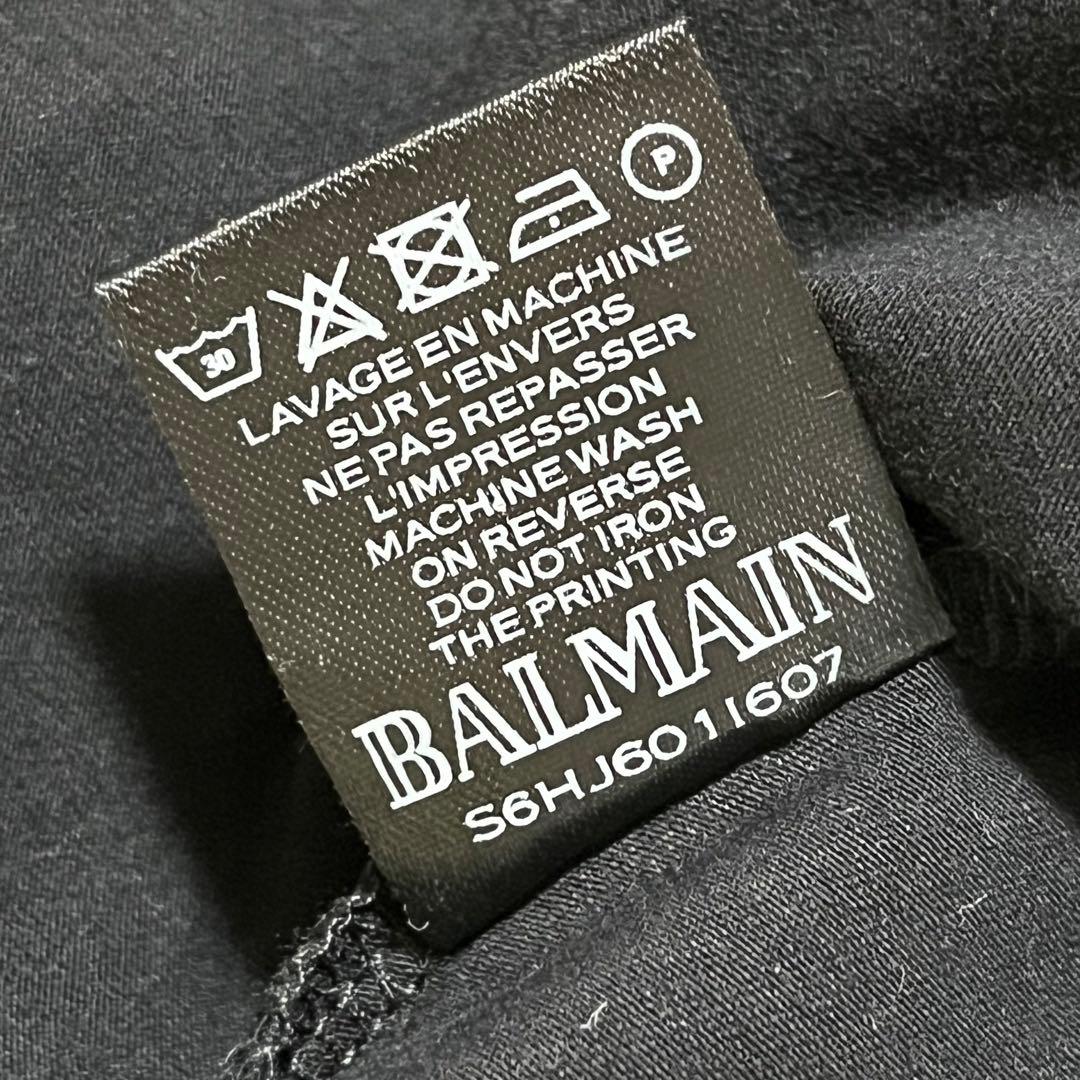 30
P
LAVAGE EN MACHINE
SUR L'ENVERS
NE PAS REPASSER
L'IMPRESSION
MACHINE WASH
ON REVERSE
DO NOT IRON
THE PRINTING
BALMAIN
S6HJ601I607